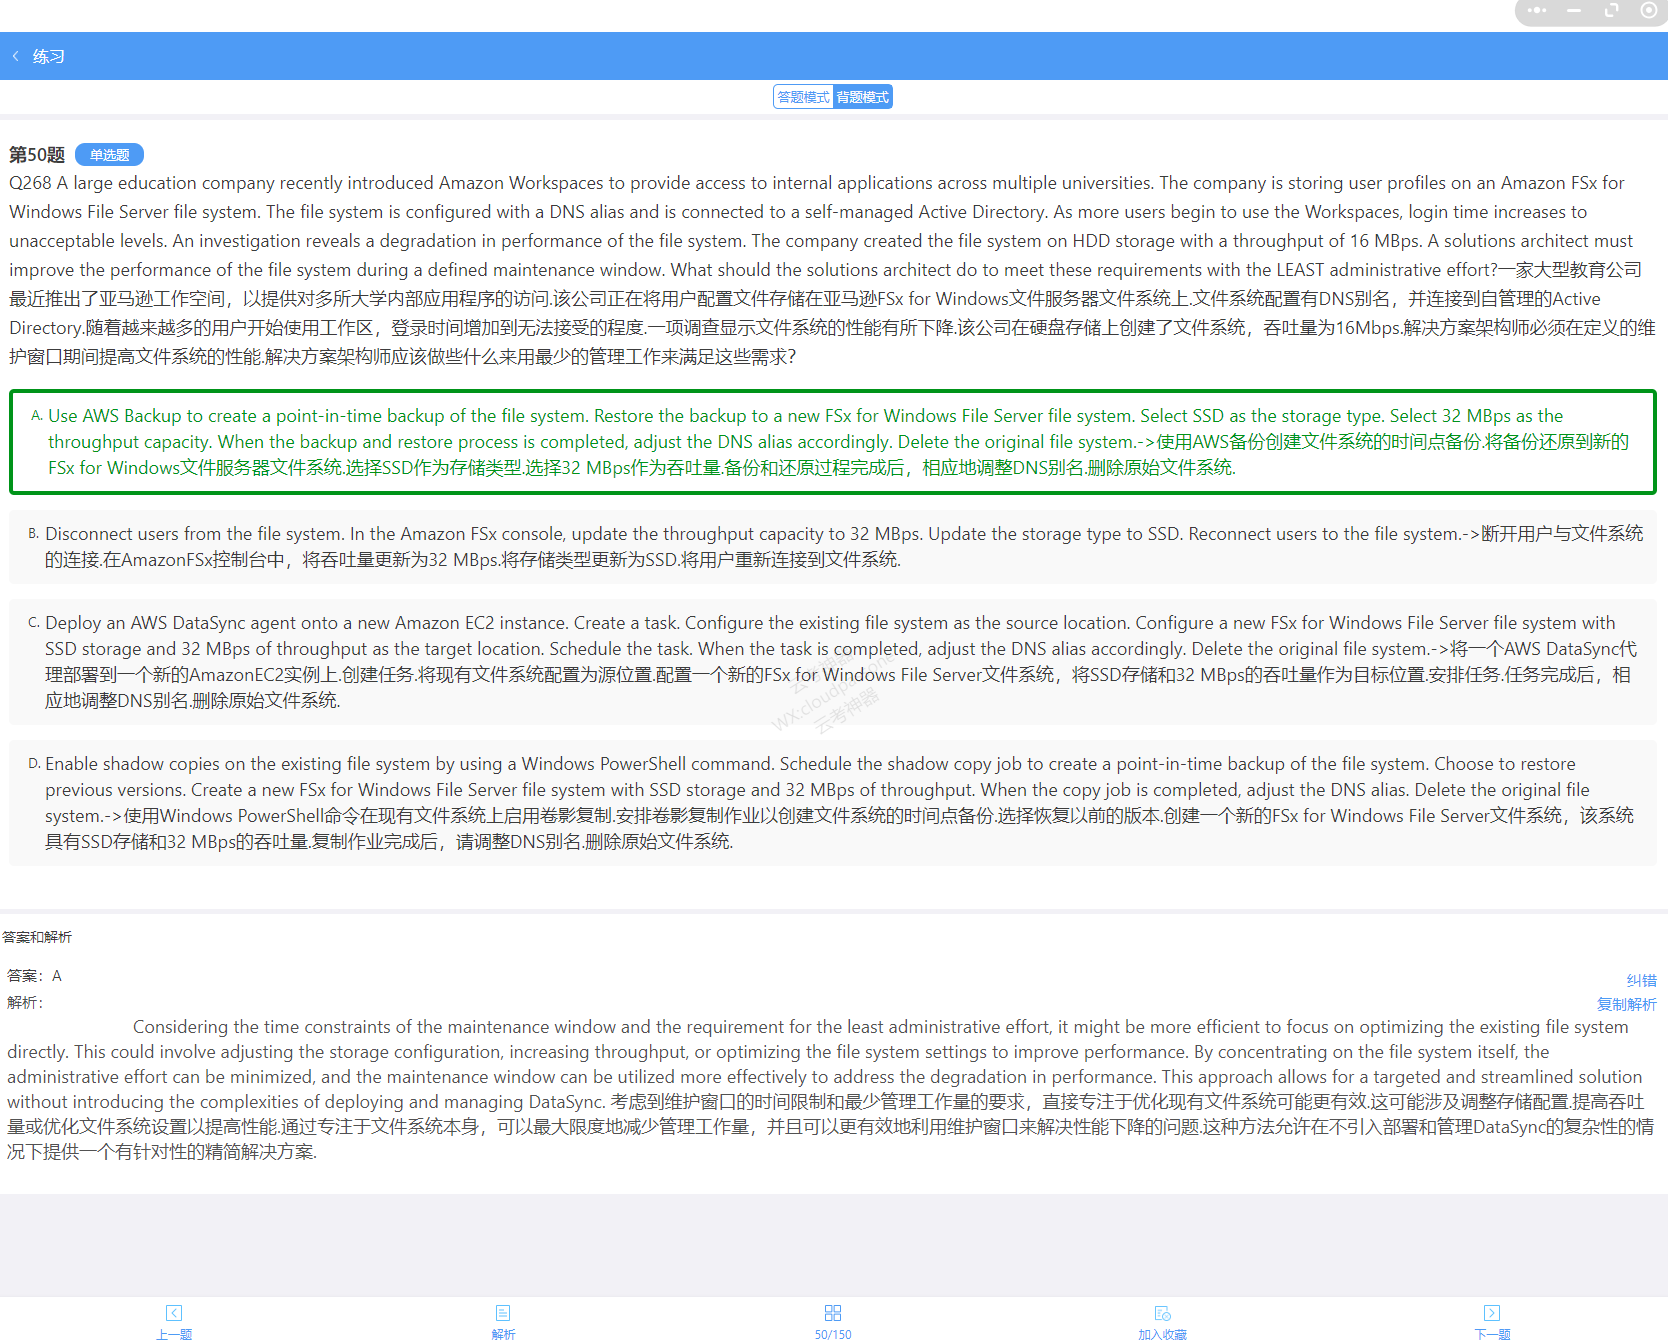 练习
答题模式 背题模式
第50题 单选题
Q268 A large education company recently introduced Amazon Workspaces to provide access to internal applications across multiple universities. The company is storing user profiles on an Amazon FSx for
Windows File Server file system. The file system is configured with a DNS alias and is connected to a self-managed Active Directory. As more users begin to use the Workspaces, login time increases to
unacceptable levels. An investigation reveals a degradation in performance of the file system. The company created the file system on HDD storage with a throughput of 16 MBps. A solutions architect must
improve the performance of the file system during a defined maintenance window. What should the solutions architect do to meet these requirements with the LEAST administrative effort?一家大型教育公司
最近推出了亚马逊工作空间，以提供对多所大学内部应用程序的访问.该公司正在将用户配置文件存储在亚马逊FSx for Windows文件服务器文件系统上.文件系统配置有DNS别名，并连接到自管理的Active
Directory.随着越来越多的用户开始使用工作区，登录时间增加到无法接受的程度.一项调查显示文件系统的性能有所下降.该公司在硬盘存储上创建了文件系统，吞吐量为16Mbps.解决方案架构师必须在定义的维
护窗口期间提高文件系统的性能.解决方案架构师应该做些什么来用最少的管理工作来满足这些需求?
A. Use AWS Backup to create a point-in-time backup of the file system. Restore the backup to a new FSx for Windows File Server file system. Select SSD as the storage type. Select 32 MBps as the
throughput capacity. When the backup and restore process is completed, adjust the DNS alias accordingly. Delete the original file system.->使用AWS备份创建文件系统的时间点备份.将备份还原到新的
FSx for Windows文件服务器文件系统.选择SSD作为存储类型.选择32 MBps作为吞吐量.备份和还原过程完成后，相应地调整DNS别名.删除原始文件系统.
B. Disconnect users from the file system. In the Amazon FSx console, update the throughput capacity to 32 MBps. Update the storage type to SSD. Reconnect users to the file system.->断开用户与文件系统
的连接.在AmazonFSx控制台中，将吞吐量更新为32 MBps.将存储类型更新为SSD.将用户重新连接到文件系统.
C. Deploy an AWS DataSync agent onto a new Amazon EC2 instance. Create a task. Configure the existing file system as the source location. Configure a new FSx for Windows File Server file system with
SSD storage and 32 MBps of throughput as the target location. Schedule the task. When the task is completed, adjust the DNS alias accordingly. Delete the original file system.->将一个AWS DataSync代
理部署到一个新的AmazonEC2实例上.创建任务.将现有文件系统配置为源位置.配置一个新的FSx for Windows File Server文件系统，将SSD存储和32 MBps的吞吐量作为目标位置.安排任务.任务完成后，相
应地调整DNS别名.删除原始文件系统.
云考神器
D. Enable shadow copies on the existing file system by using a Windows PowerShell command. Schedule the shadow copy job to create a point-in-time backup of the file system. Choose to restore
previous versions. Create a new FSx for Windows File Server file system with SSD storage and 32 MBps of throughput. When the copy job is completed, adjust the DNS alias. Delete the original file
system.->使用Windows PowerShell命令在现有文件系统上启用卷影复制.安排卷影复制作业以创建文件系统的时间点备份.选择恢复以前的版本.创建一个新的FSx for Windows File Server文件系统，该系统
具有SSD存储和32 MBps的吞吐量.复制作业完成后，请调整DNS别名.删除原始文件系统.
答案和解析
答案：A
纠错
解析：
复制解析
Considering the time constraints of the maintenance window and the requirement for the least administrative effort, it might be more efficient to focus on optimizing the existing file system
directly. This could involve adjusting the storage configuration, increasing throughput, or optimizing the file system settings to improve performance. By concentrating on the file system itself, the
administrative effort can be minimized, and the maintenance window can be utilized more effectively to address the degradation in performance. This approach allows for a targeted and streamlined solution
without introducing the complexities of deploying and managing DataSync. 考虑到维护窗口的时间限制和最少管理工作量的要求，直接专注于优化现有文件系统可能更有效.这可能涉及调整存储配置.提高吞吐
量或优化文件系统设置以提高性能.通过专注于文件系统本身，可以最大限度地减少管理工作量，并且可以更有效地利用维护窗口来解决性能下降的问题.这种方法允许在不引入部署和管理DataSync的复杂性的情
况下提供一个有针对性的精简解决方案.
上一题 解析 50/150 加入收藏 下一题